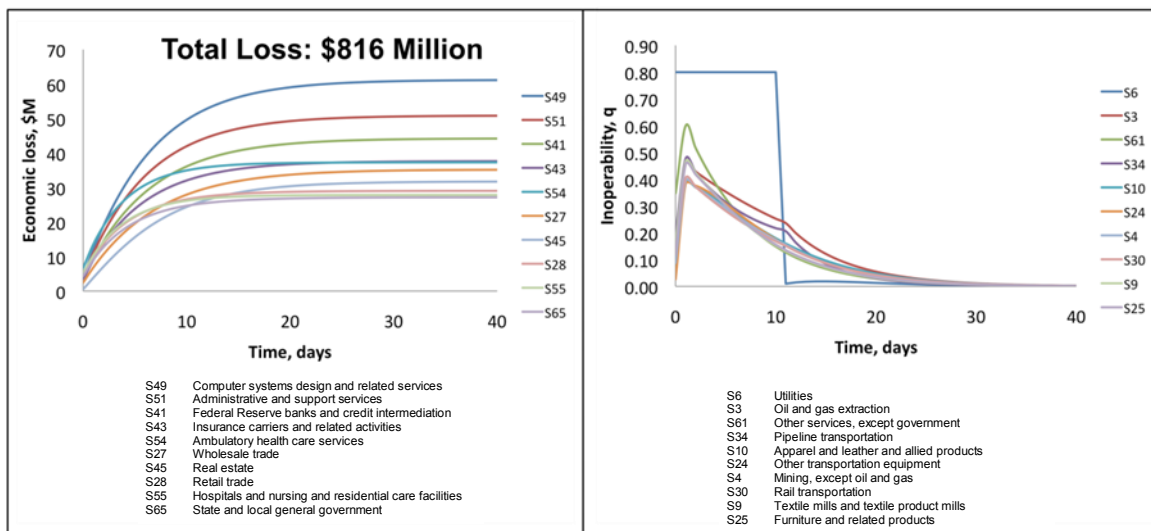 Total Loss: $816 Million
70
60
50
40
30
20
10
0
Economic loss, $M
0 10 20 30 40
Time, days
S49
S51
S41
S43
S54
S27
S45
S28
S55
S65
S49 Computer systems design and related services
S51 Administrative and support services
S41 Federal Reserve banks and credit intermediation
S43 Insurance carriers and related activities
S54 Ambulatory health care services
S27 Wholesale trade
S45 Real estate
S28 Retail trade
S55 Hospitals and nursing and residential care facilities
S65 State and local general government
0.90
0.80
0.70
0.60
0.50
0.40
0.30
0.20
0.10
0.00
Inoperability, q
0 10 20 30 40
Time, days
S6
S3
S61
S34
S10
S24
S4
S30
S9
S25
S6 Utilities
S3 Oil and gas extraction
S61 Other services, except government
S34 Pipeline transportation
S10 Apparel and leather and allied products
S24 Other transportation equipment
S4 Mining, except oil and gas
S30 Rail transportation
S9 Textile mills and textile product mills
S25 Furniture and related products